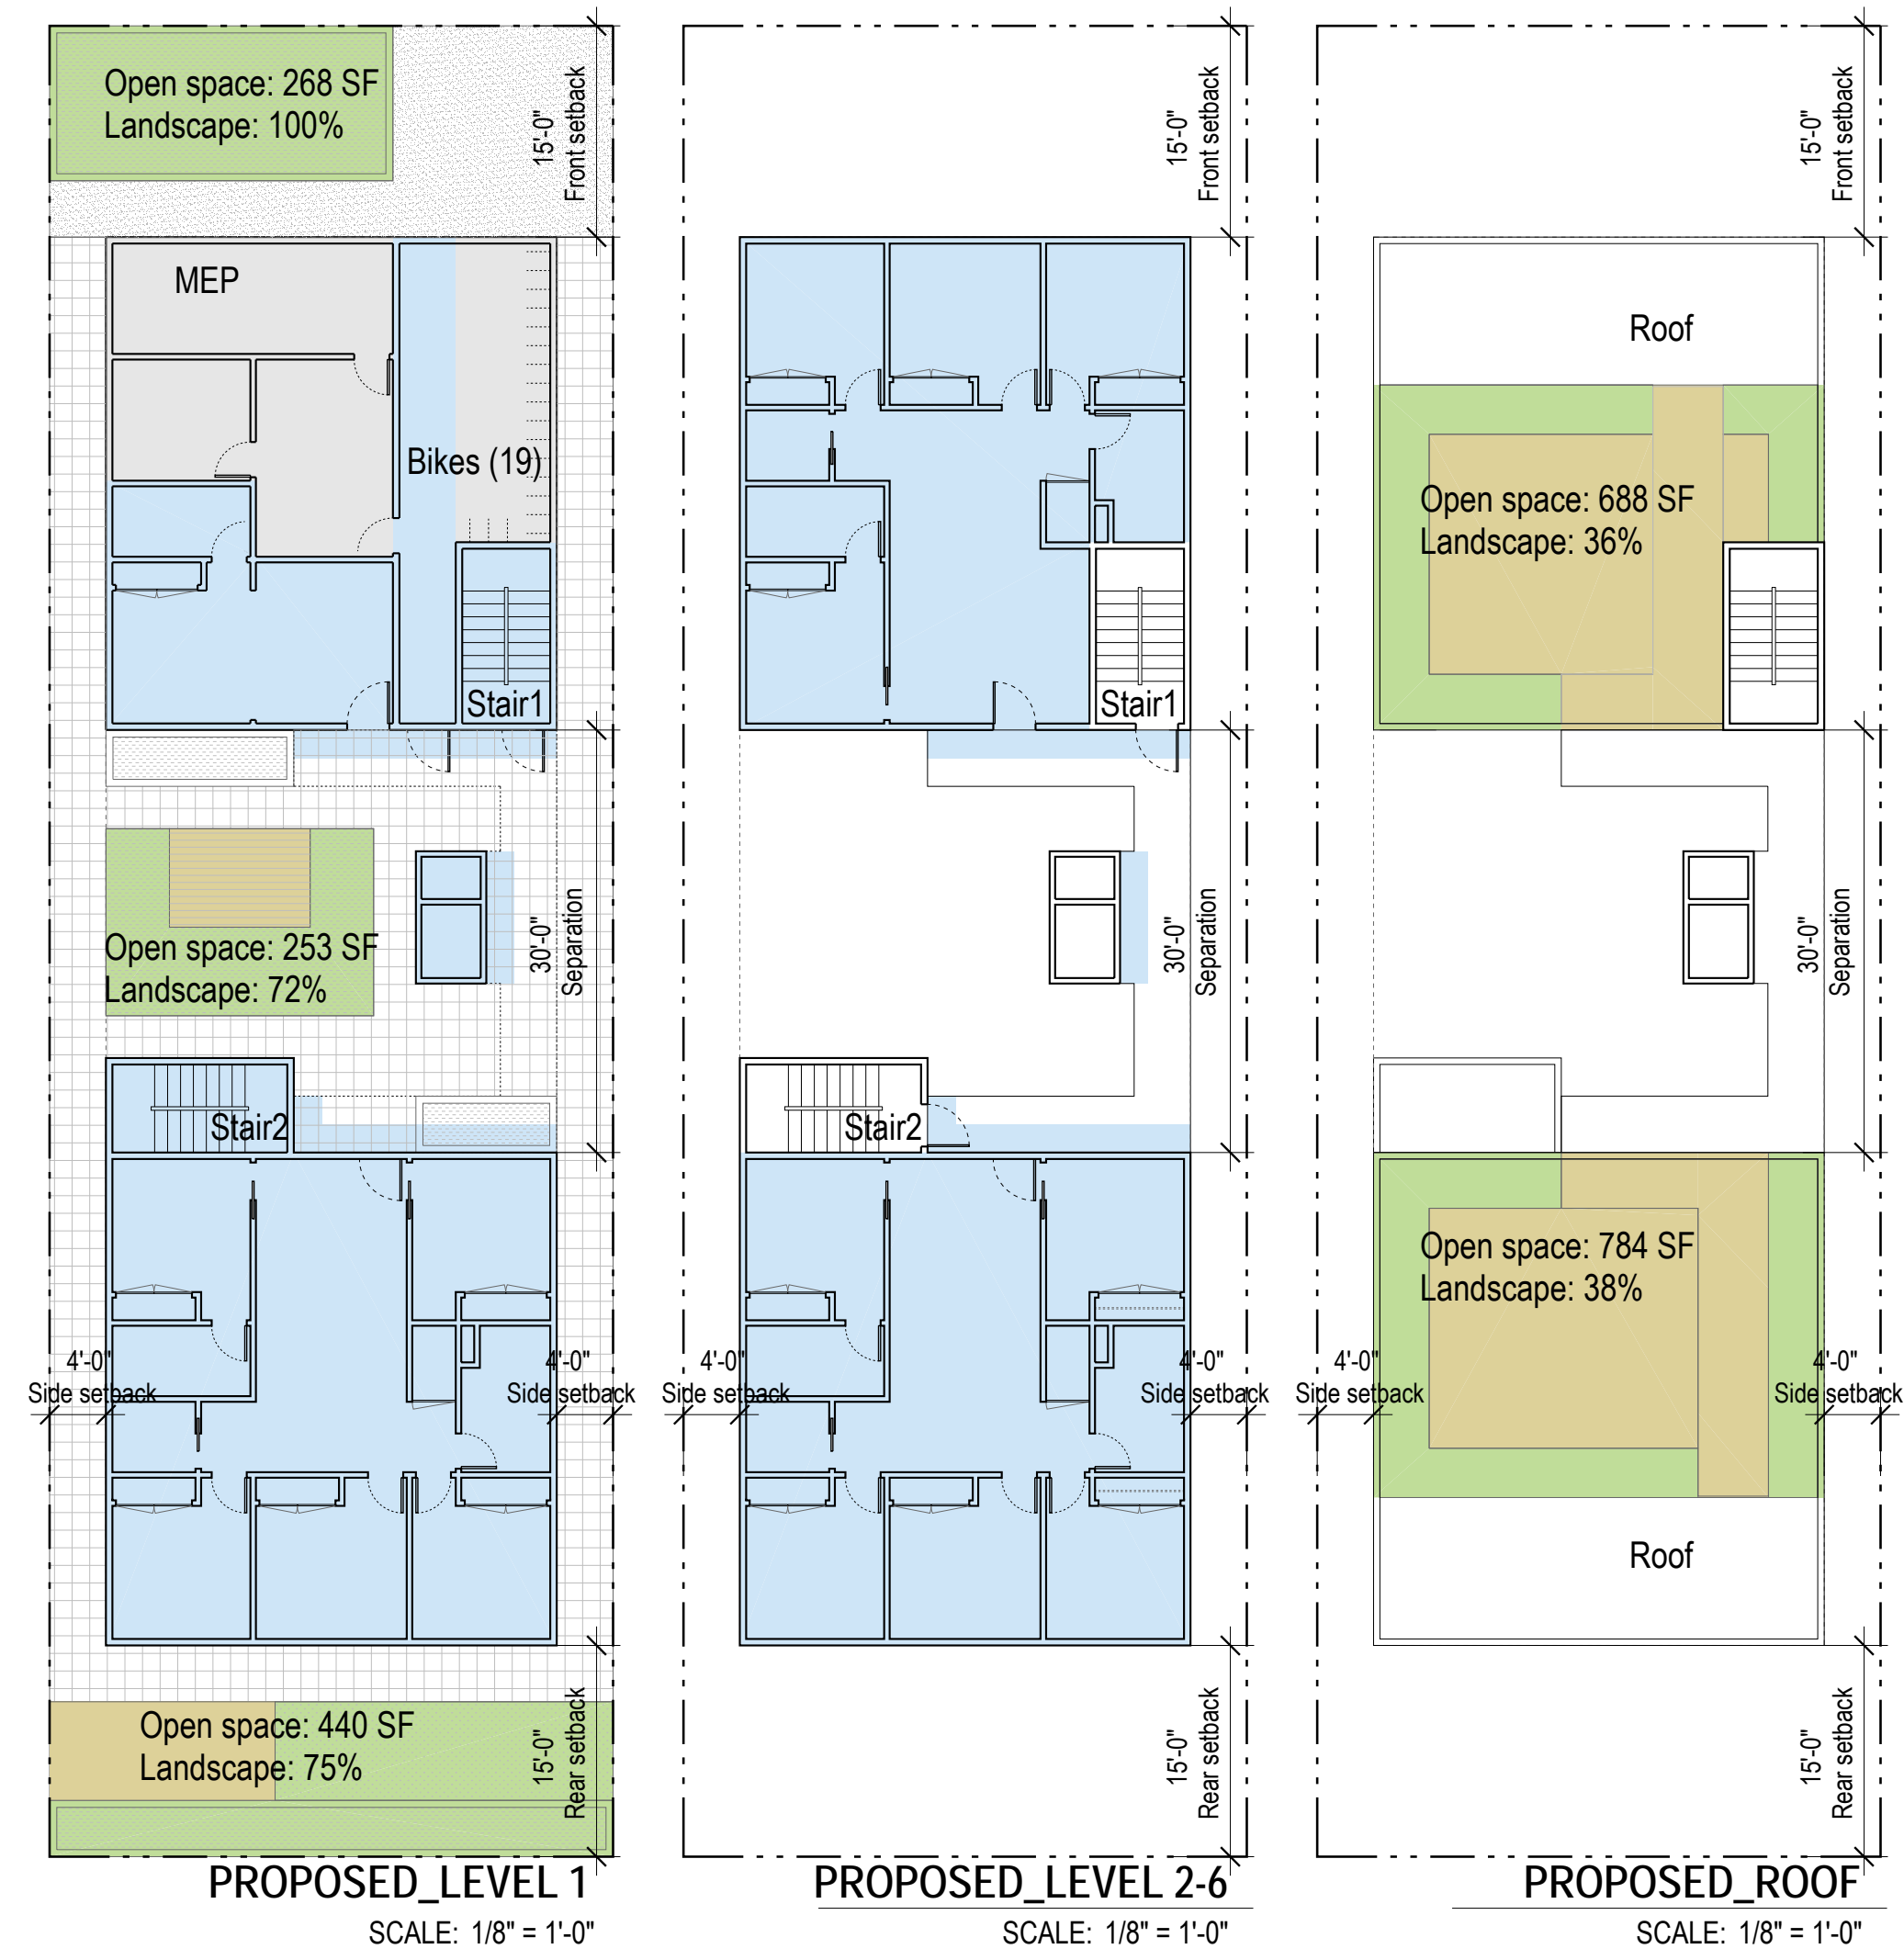 Open space: 268 SF
Landscape: 100%
15'-0"
Front setback
MEP
Bikes (19)
Stair1
Open space: 253 SF
Landscape: 72%
30'-0"
Separation
Stair2
4'-0"
Side setback
4'-0"
Side setback
Open space: 440 SF
Landscape: 75%
15'-0"
Rear setback
PROPOSED_LEVEL 1
SCALE: 1/8" = 1'-0"
15'-0"
Front setback
Stair1
30'-0"
Separation
Stair2
4'-0"
Side setback
4'-0"
Side setback
15'-0"
Rear setback
PROPOSED_LEVEL 2-6
SCALE: 1/8" = 1'-0"
15'-0"
Front setback
Roof
Open space: 688 SF
Landscape: 36%
30'-0"
Separation
Open space: 784 SF
Landscape: 38%
4'-0"
Side setback
4'-0"
Side setback
Roof
15'-0"
Rear setback
PROPOSED_ROOF
SCALE: 1/8" = 1'-0"